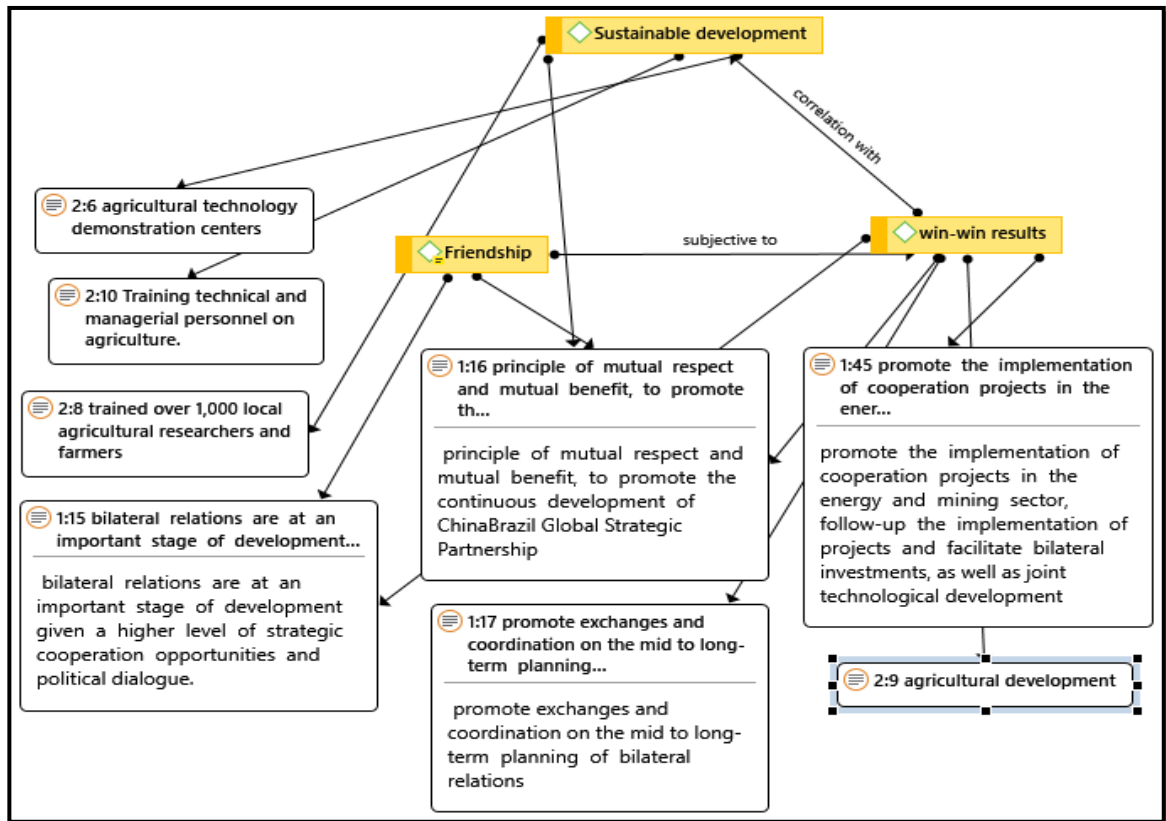 Sustainable development
correlation with
2:6 agricultural technology
demonstration centers
subjective to
win-win results
Friendship
2:10 Training technical and
managerial personnel on
agriculture.
1:16 principle of mutual respect
and mutual benefit, to promote
th...
principle of mutual respect and
mutual benefit, to promote the
continuous development of
ChinaBrazil Global Strategic
Partnership
1:45 promote the implementation
of cooperation projects in the
ener...
promote the implementation of
cooperation projects in the
energy and mining sector,
follow-up the implementation of
projects and facilitate bilateral
investments, as well as joint
technological development
2:8 trained over 1,000 local
agricultural researchers and
farmers
1:15 bilateral relations are at an
important stage of development...
bilateral relations are at an
important stage of development
given a higher level of strategic
cooperation opportunities and
political dialogue.
1:17 promote exchanges and
coordination on the mid to long-
term planning...
promote exchanges and
coordination on the mid to long-
term planning of bilateral
relations
2:9 agricultural development